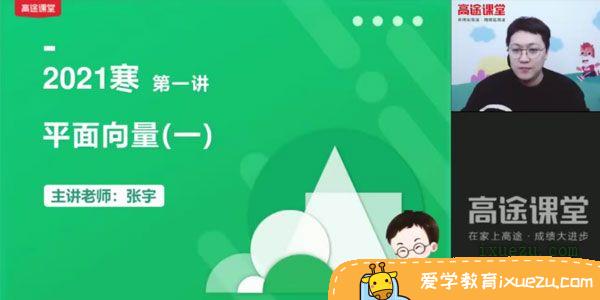 高途课堂
2021寒 第一讲
平面向量(一)
主讲老师：张宇
高途课堂
高途课堂
在家上高途·成绩大进步
ixuezu.com
爱学教育ixuezu.com